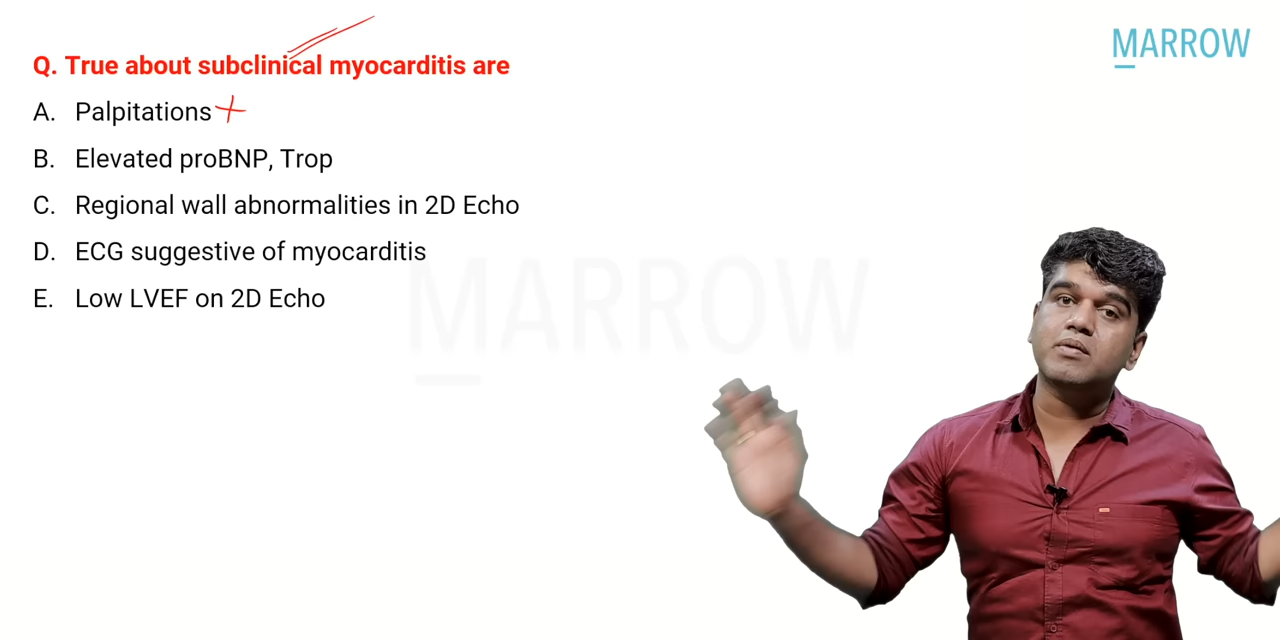 MARROW
Q. True about subclinical myocarditis are
A. Palpitations
B. Elevated proBNP, Trop
C. Regional wall abnormalities in 2D Echo
D. ECG suggestive of myocarditis
E. Low LVEF on 2D Echo
MARROW